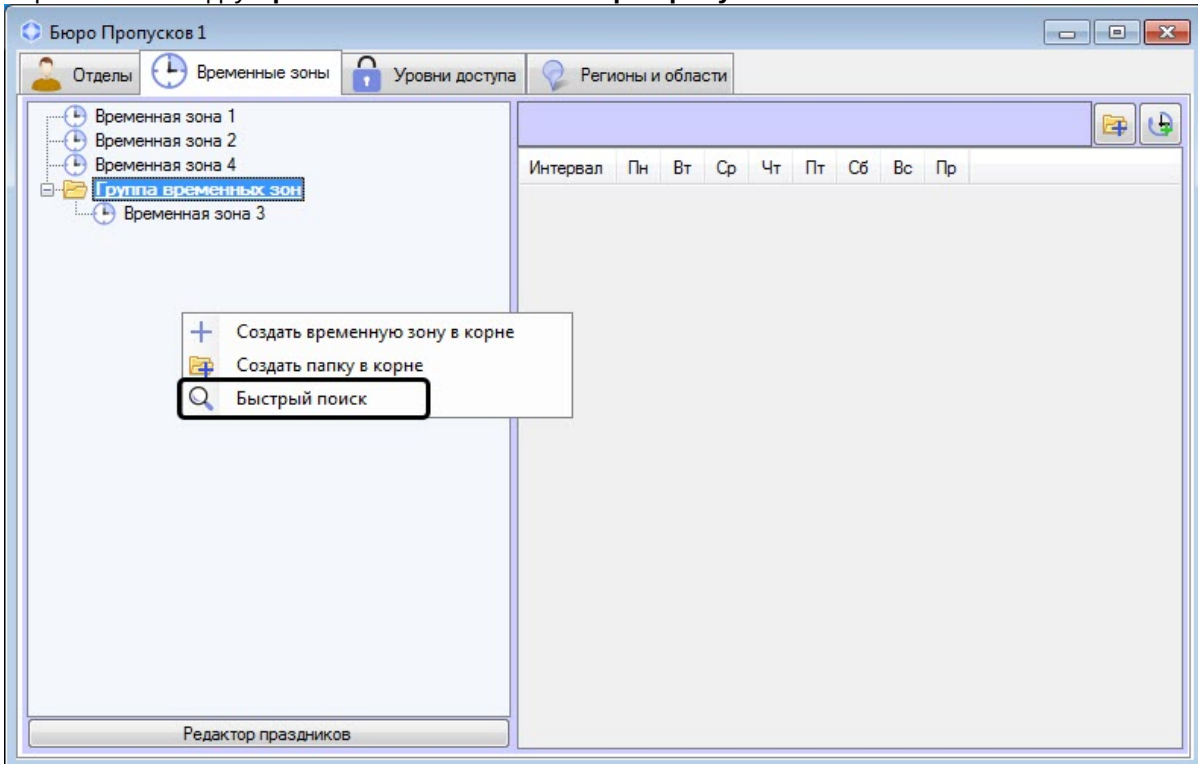 Бюро Пропусков 1
Отделы Временные зоны Уровни доступа Регионы и области
Временная зона 1
Временная зона 2
Временная зона 4
Группа временных зон
Временная зона 3
Интервал Пн Вт Ср Чт Пт Сб Вс Пр
Создать временную зону в корне
Создать папку в корне
Быстрый поиск
Редактор праздников